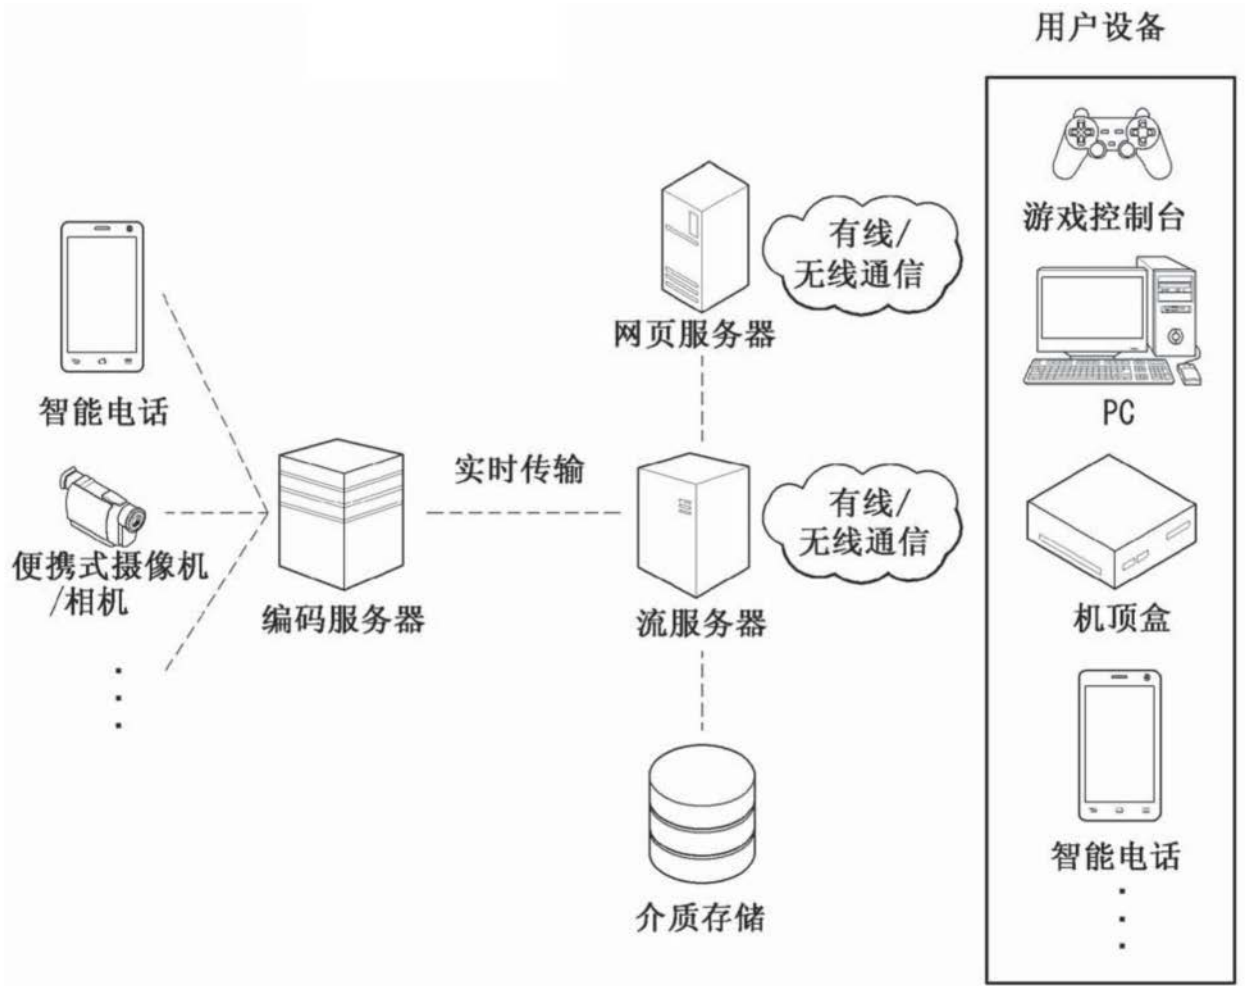 用户设备
游戏控制台
PC
机顶盒
智能电话
有线/
无线通信
网页服务器
智能电话
便携式摄像机
/相机
编码服务器
实时传输
有线/
无线通信
流服务器
介质存储